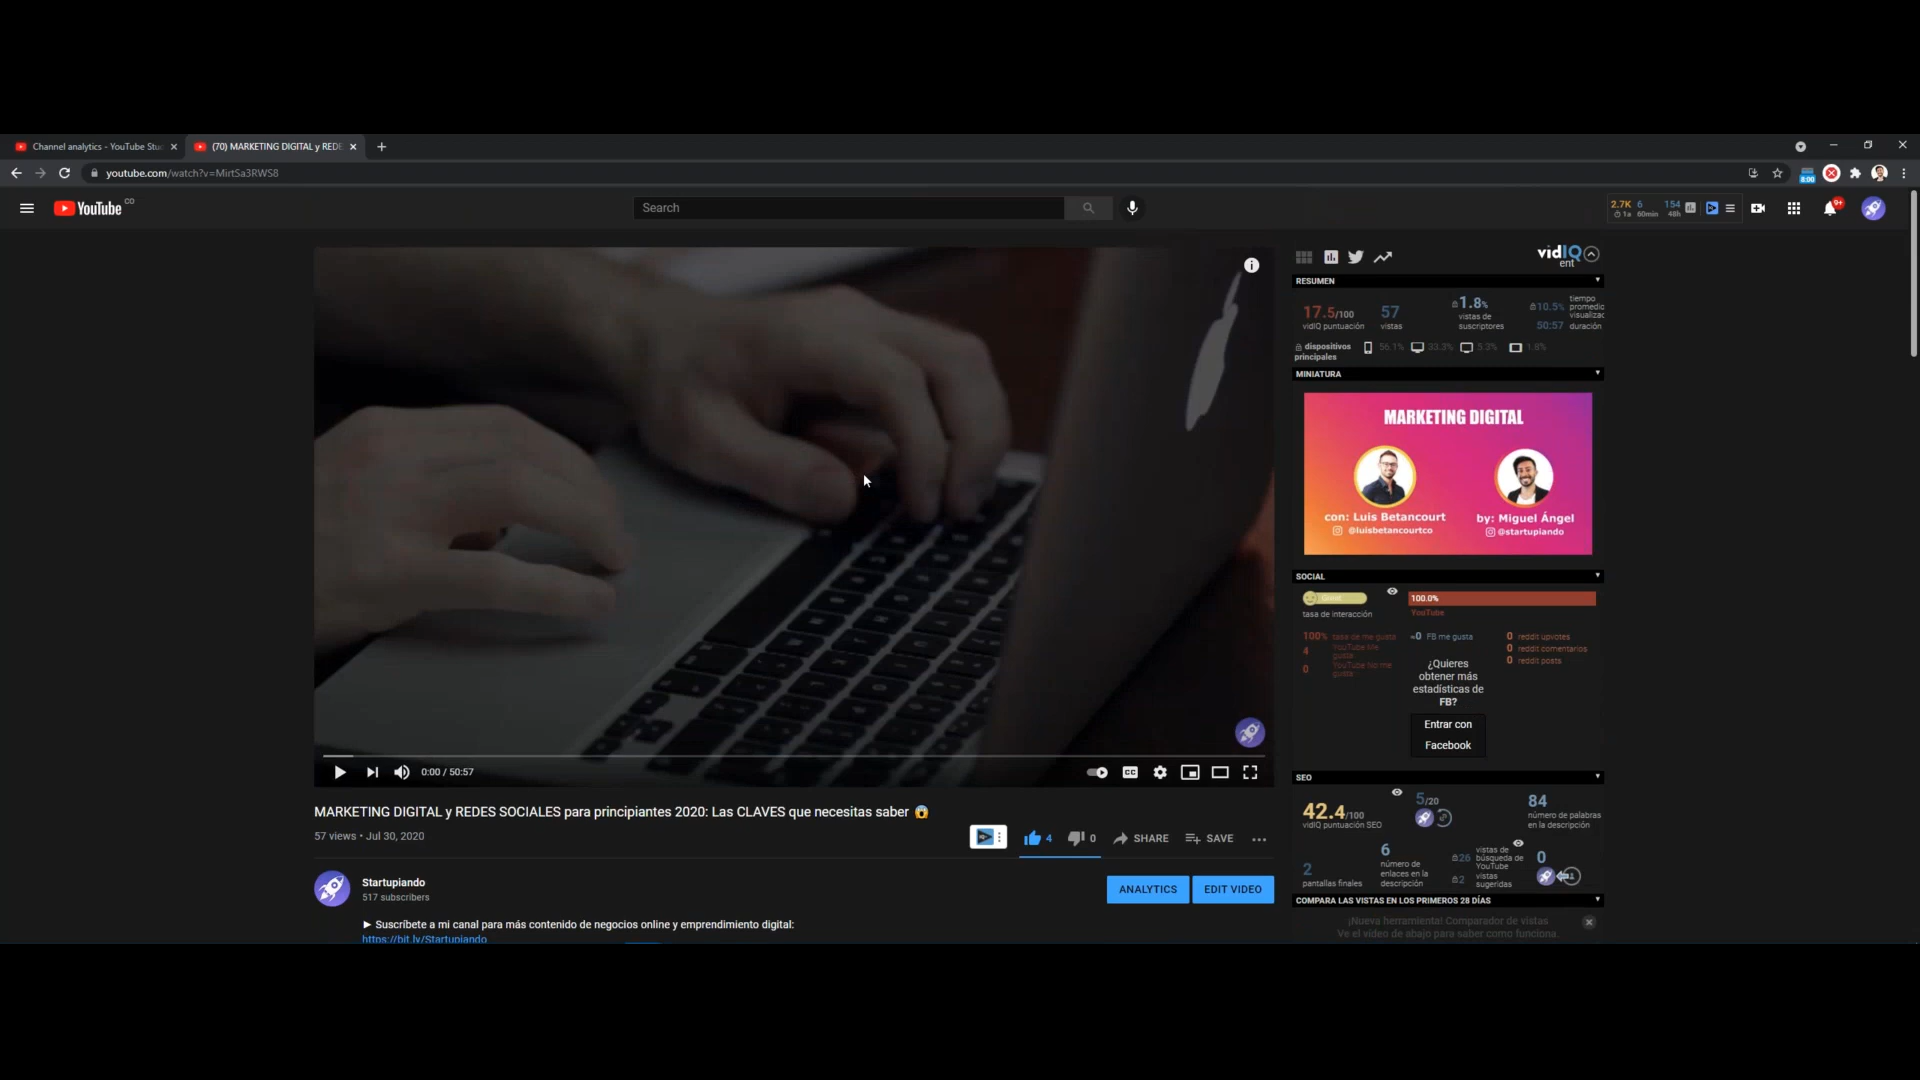 Channel analytics - YouTube Stu
(70) MARKETING DIGITAL y REDE
youtube.com/watch?v=MirtSa3RWS8
8:00
YouTube CO
Search
2.7K 6 154
1a 60min 48h
9+
vidIQ
ent
RESUMEN
17.5/100
vidIQ puntuación
57
vistas
1.8%
vistas de
suscriptores
10.5%
50:57
tiempo
promedic
visualizac
duración
dispositivos
principales
56.1% 33.3% 5.3% 1.8%
MINIATURA
MARKETING DIGITAL
con: Luis Betancourt
@luisbetancourtco
by: Miguel Ángel
@startupiando
SOCIAL
tasa de interacción
100.0%
YouTube
100% tasa de me gusta
4 YouTube Me
gusta
0 YouTube No me
gusta
0 FB me gusta
0 reddit upvotes
0 reddit comentarios
0 reddit posts
¿Quieres
obtener más
estadísticas de
FB?
Entrar con
Facebook
0:00 / 50:57
CC
SEO
42.4/100
vidIQ puntuación SEO
5/20
84
número de palabras
en la descripción
2
pantallas finales
6
número de
enlaces en la
descripción
26 vistas de
búsqueda de
YouTube
2 vistas
sugeridas
0
COMPARA LAS VISTAS EN LOS PRIMEROS 28 DÍAS
¡Nueva herramienta! Comparador de vistas
Ve el video de abajo para saber como funciona.
MARKETING DIGITAL y REDES SOCIALES para principiantes 2020: Las CLAVES que necesitas saber 😱
57 views • Jul 30, 2020
4 0 SHARE SAVE
Startupiando
517 subscribers
ANALYTICS EDIT VIDEO
► Suscríbete a mi canal para más contenido de negocios online y emprendimiento digital:
https://bit.ly/Startupiando